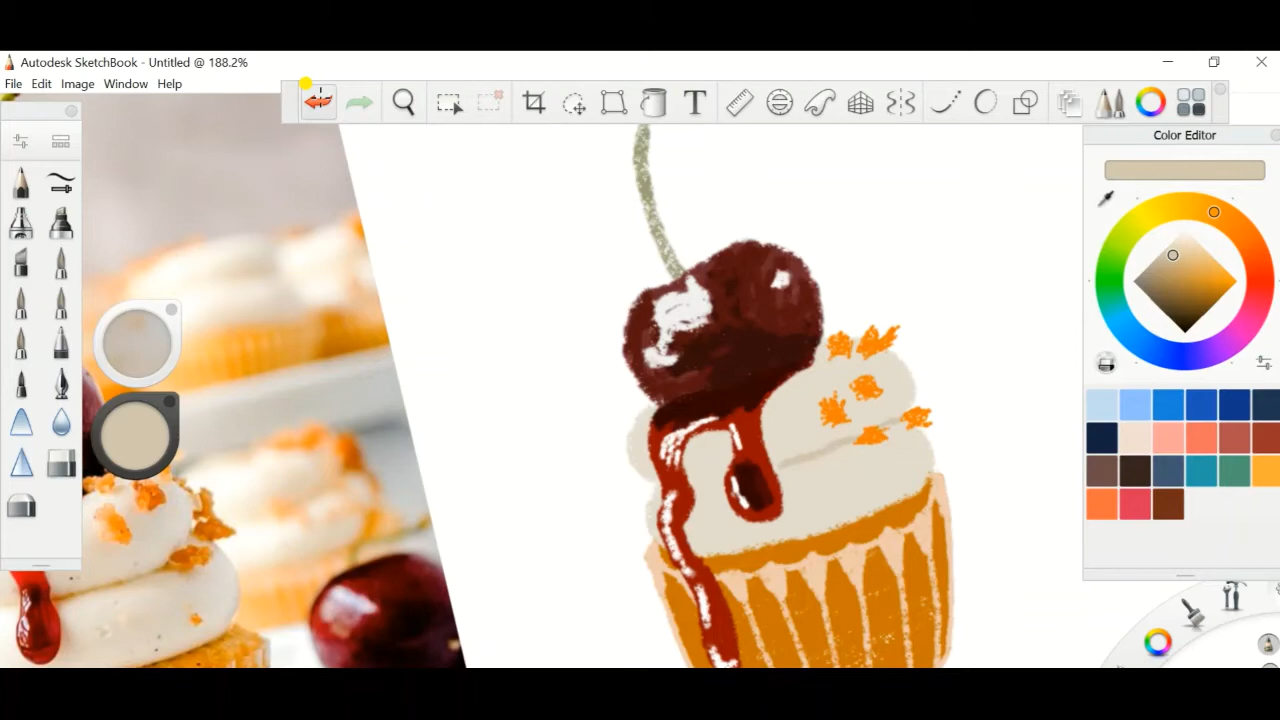 Autodesk SketchBook - Untitled @ 188.2%
File Edit Image Window Help
T
Color Editor